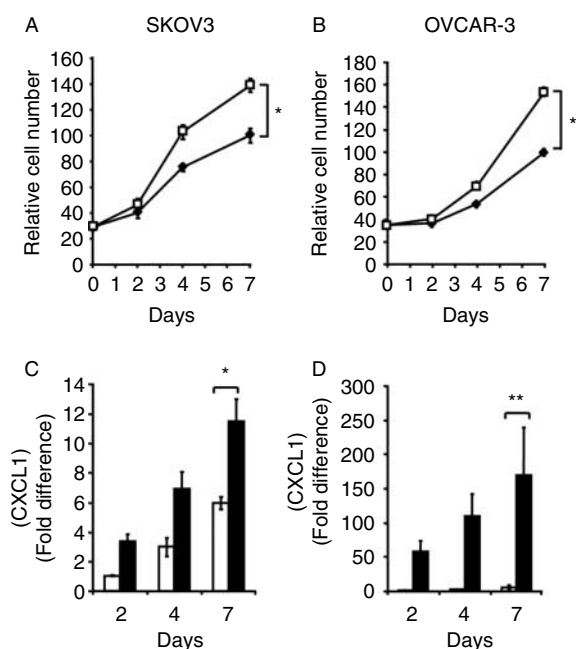 A SKOV3
Relative cell number
160
140
120
100
80
60
40
20
0 1 2 3 4 5 6 7
Days
*
B OVCAR-3
Relative cell number
180
160
140
120
100
80
60
40
20
0
0 1 2 3 4 5 6 7
Days
*
C
(CXCL1)
(Fold difference)
14
12
10
8
6
4
2
0
*
2 4 7
Days
D
(CXCL1)
(Fold difference)
300
250
200
150
100
50
0
**
2 4 7
Days